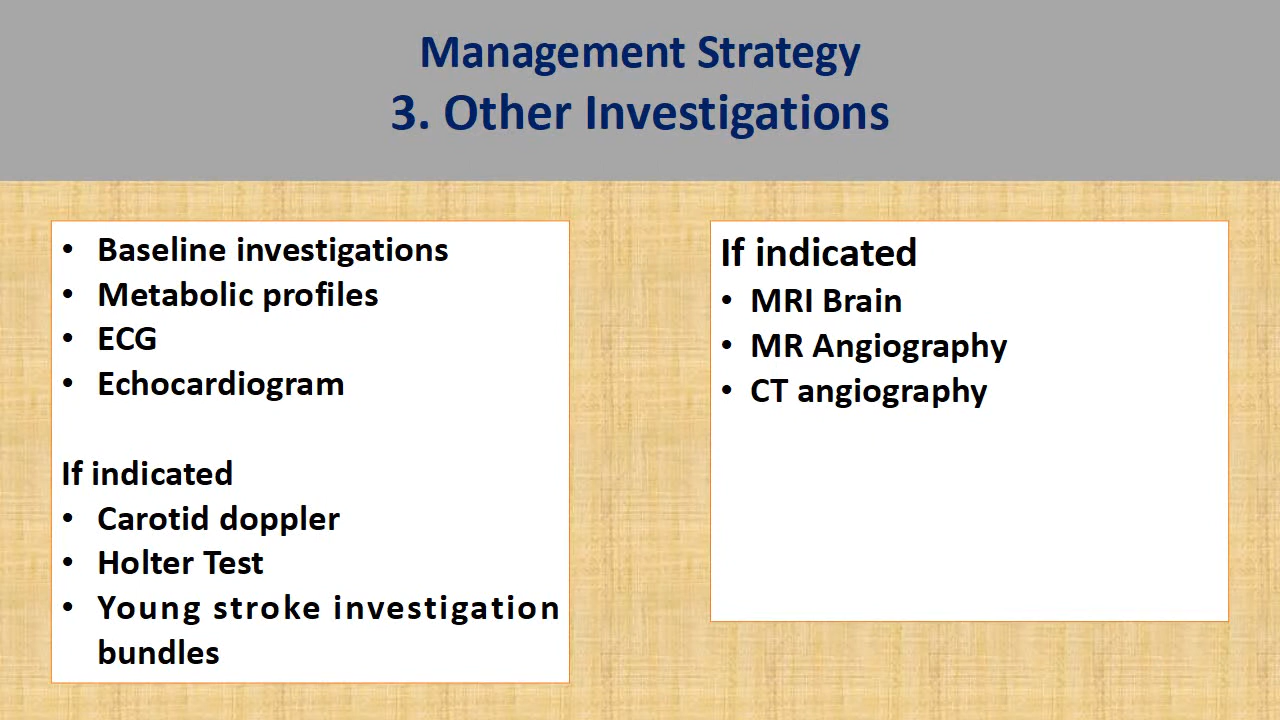 Management Strategy
3. Other Investigations
• Baseline investigations
• Metabolic profiles
• ECG
• Echocardiogram
If indicated
• Carotid doppler
• Holter Test
• Young stroke investigation
bundles
If indicated
• MRI Brain
• MR Angiography
• CT angiography